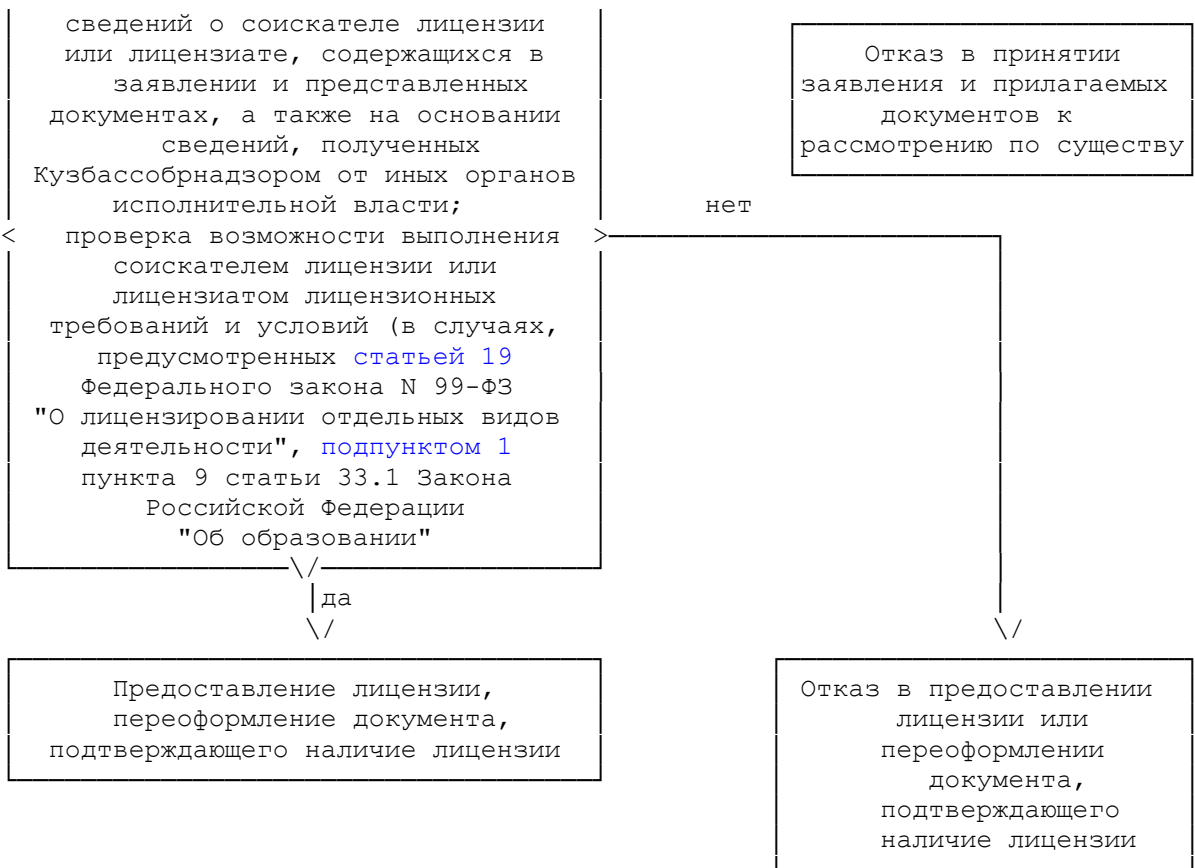 сведений о соискателе лицензии
или лицензиате, содержащихся в
заявлении и представленных
документах, а также на основании
сведений, полученных
Кузбассобрнадзором от иных органов
исполнительной власти;
проверка возможности выполнения
соискателем лицензии или
лицензиатом лицензионных
требований и условий (в случаях,
предусмотренных статьей 19
Федерального закона N 99-ФЗ
"О лицензировании отдельных видов
деятельности", подпунктом 1
пункта 9 статьи 33.1 Закона
Российской Федерации
"Об образовании"
Отказ в принятии
заявления и прилагаемых
документов к
рассмотрению по существу
нет
да
Предоставление лицензии,
переоформление документа,
подтверждающего наличие лицензии
Отказ в предоставлении
лицензии или
переоформлении
документа,
подтверждающего
наличие лицензии